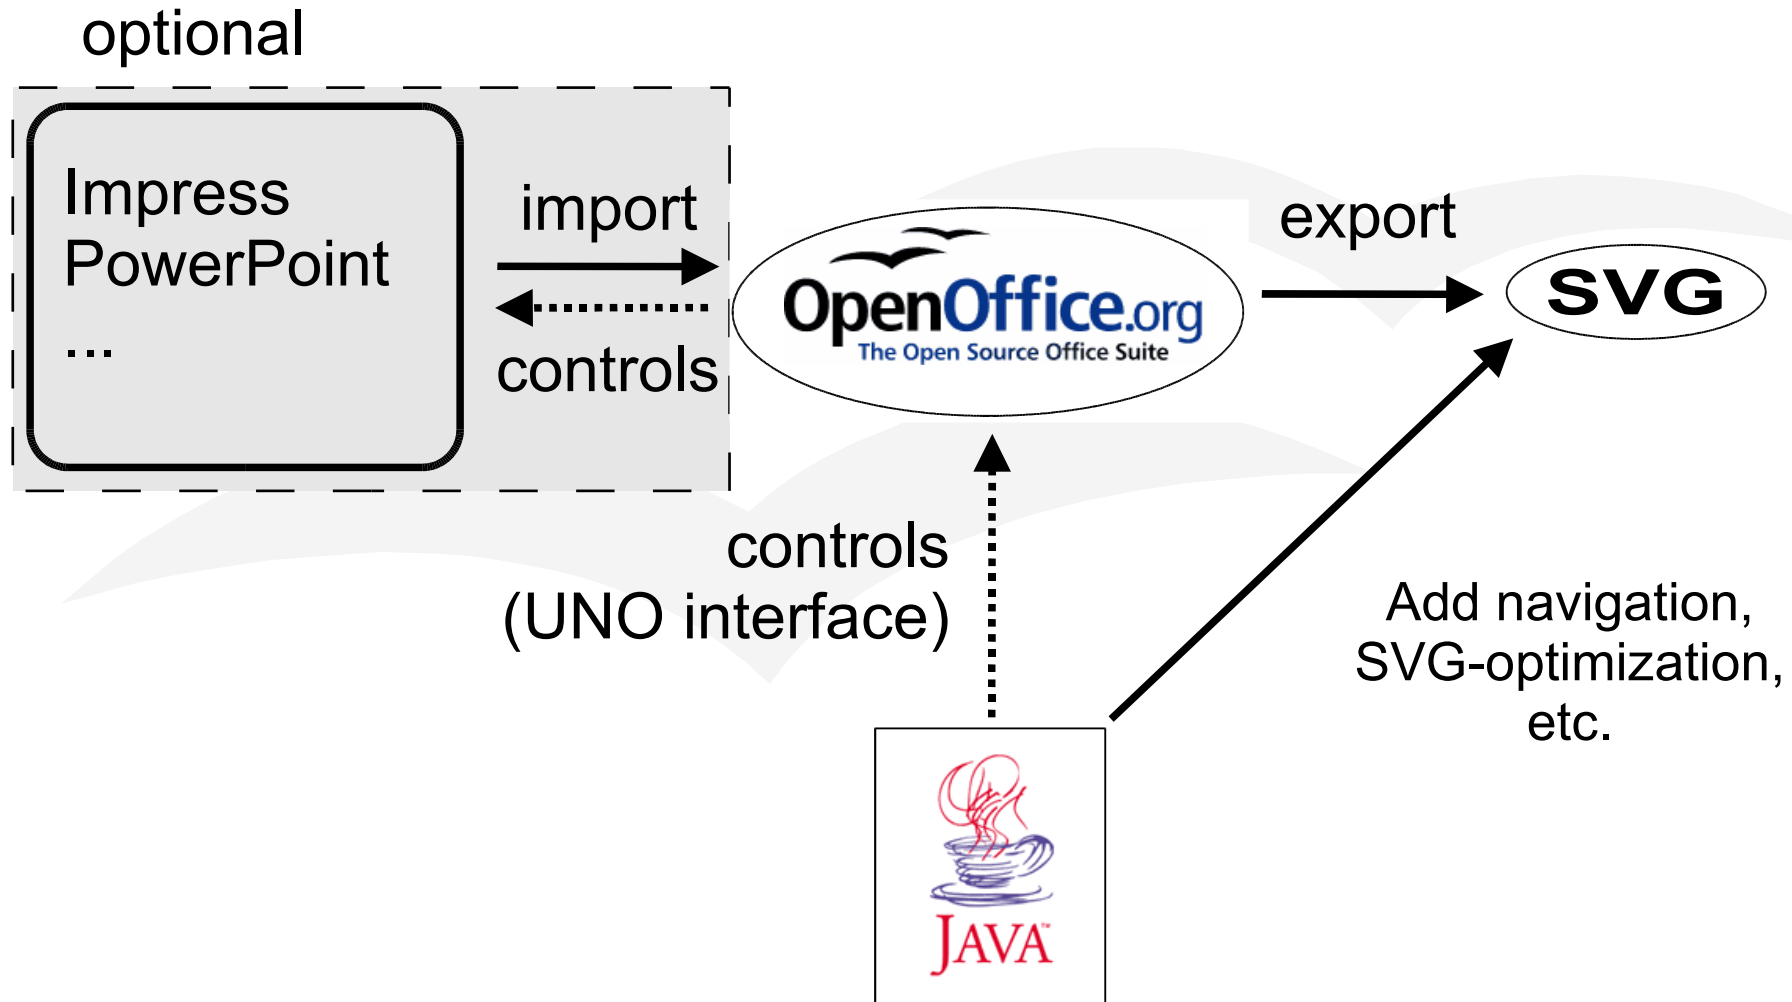 optional
Impress
PowerPoint
...
import
controls
OpenOffice.org
The Open Source Office Suite
export
SVG
controls
(UNO interface)
Add navigation,
SVG-optimization,
etc.
JAVA™